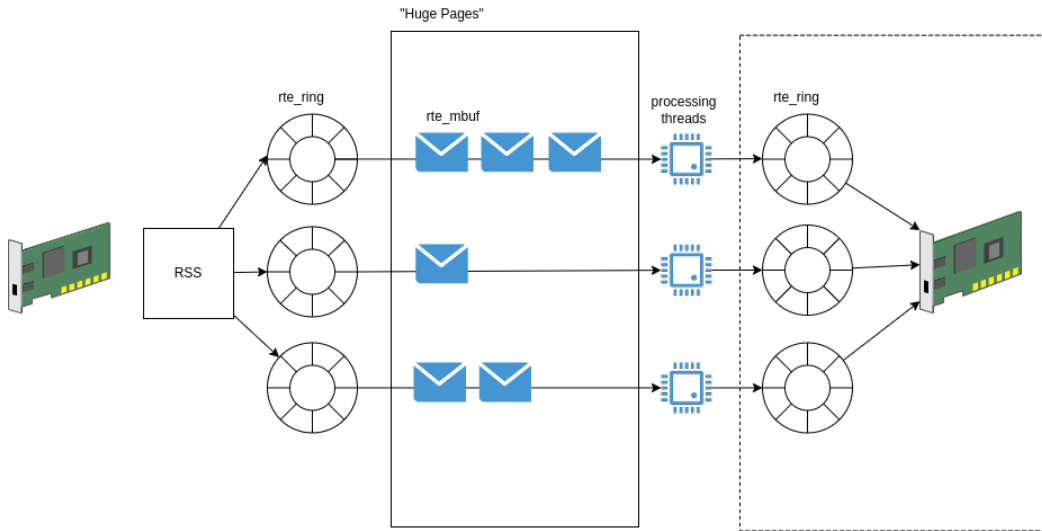 "Huge Pages"
rte_ring
rte_mbuf
processing
threads
rte_ring
RSS